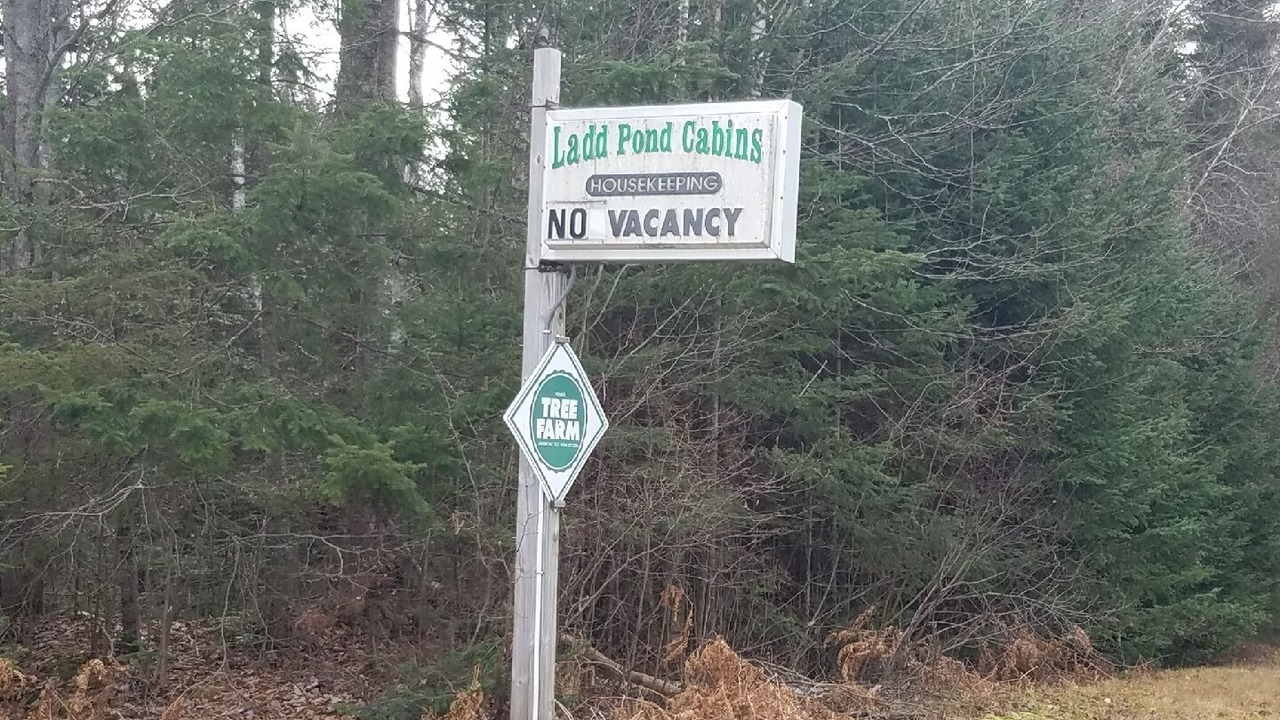 Ladd Pond Cabins
HOUSEKEEPING
NO VACANCY
TREE
FARM